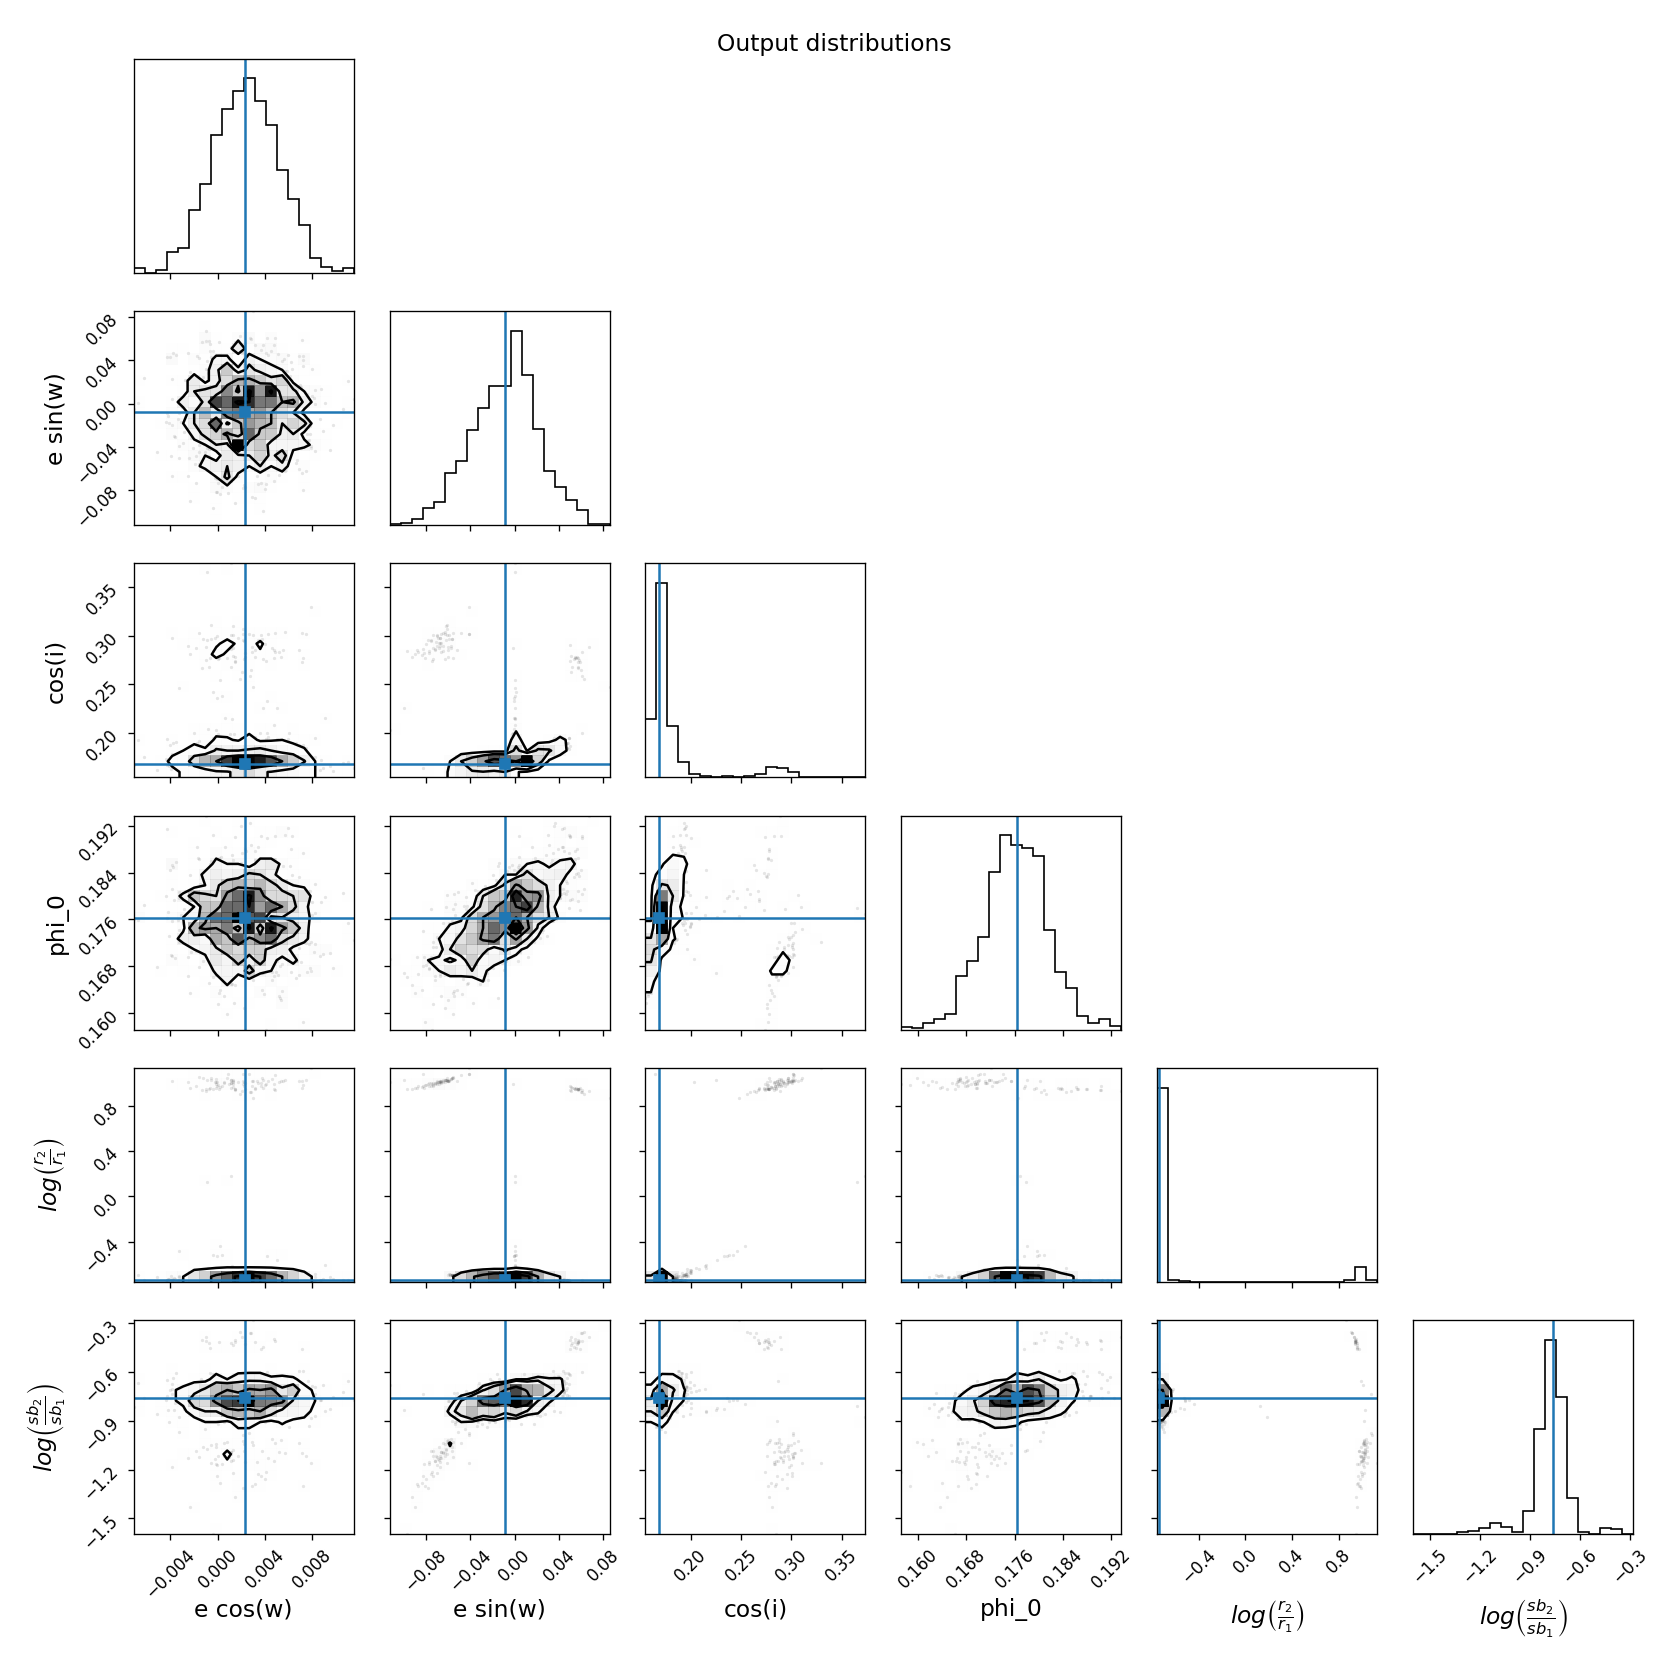 Output distributions
0.08
0.04
0.00
−0.04
−0.08
e sin(w)
0.35
0.30
0.25
0.20
cos(i)
0.192
0.184
0.176
0.168
0.160
phi_0
0.8
0.4
0.0
−0.4
log(r₂/r₁)
−0.3
−0.6
−0.9
−1.2
−1.5
log(sb₂/sb₁)
−0.004 0.000 0.004 0.008 −0.08 −0.04 0.00 0.04 0.08 0.20 0.25 0.30 0.35 0.160 0.168 0.176 0.184 0.192 −0.4 0.0 0.4 0.8 −1.5 −1.2 −0.9 −0.6 −0.3
e cos(w) e sin(w) cos(i) phi_0 log(r₂/r₁) log(sb₂/sb₁)